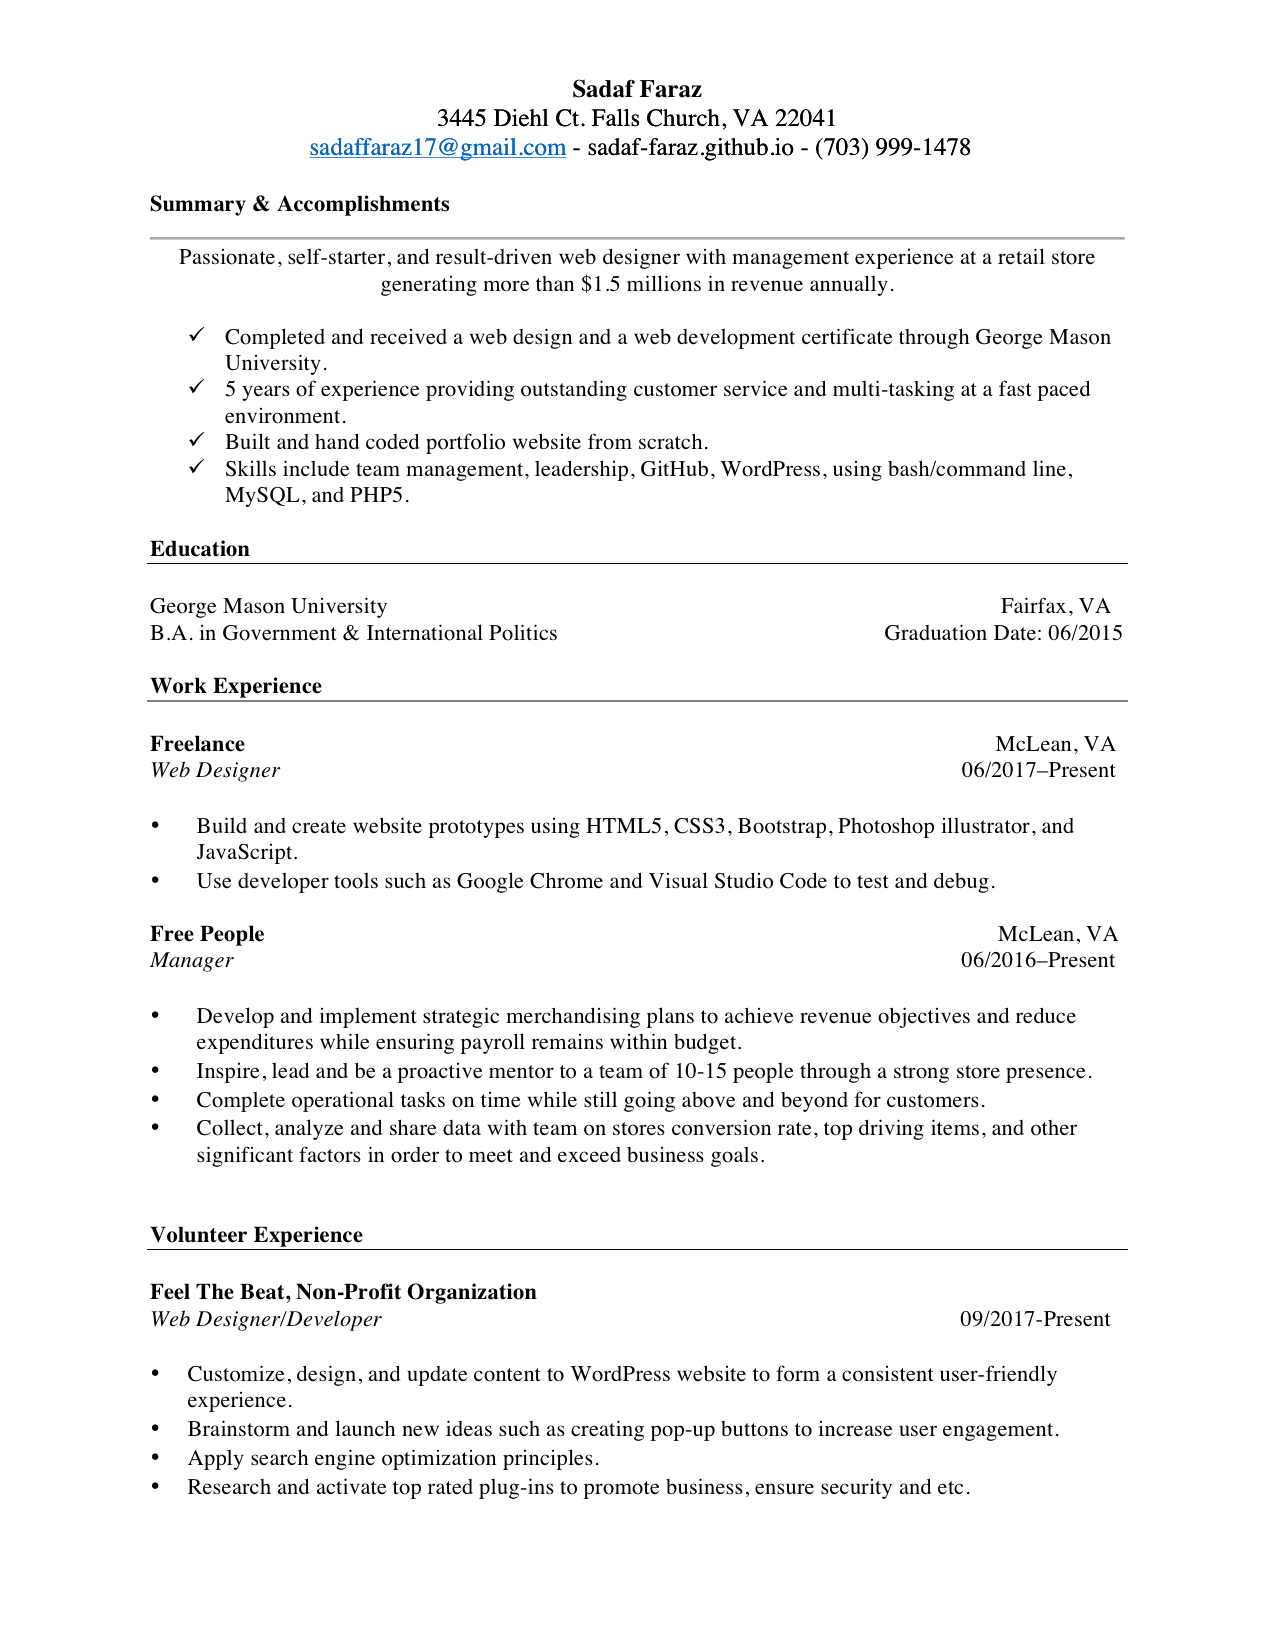 Sadaf Faraz
3445 Diehl Ct. Falls Church, VA 22041
sadaffaraz17@gmail.com - sadaf-faraz.github.io - (703) 999-1478
Summary & Accomplishments
Passionate, self-starter, and result-driven web designer with management experience at a retail store
generating more than $1.5 millions in revenue annually.
✓ Completed and received a web design and a web development certificate through George Mason
University.
✓ 5 years of experience providing outstanding customer service and multi-tasking at a fast paced
environment.
✓ Built and hand coded portfolio website from scratch.
✓ Skills include team management, leadership, GitHub, WordPress, using bash/command line,
MySQL, and PHP5.
Education
George Mason University Fairfax, VA
B.A. in Government & International Politics Graduation Date: 06/2015
Work Experience
Freelance McLean, VA
Web Designer 06/2017–Present
• Build and create website prototypes using HTML5, CSS3, Bootstrap, Photoshop illustrator, and
JavaScript.
• Use developer tools such as Google Chrome and Visual Studio Code to test and debug.
Free People McLean, VA
Manager 06/2016–Present
• Develop and implement strategic merchandising plans to achieve revenue objectives and reduce
expenditures while ensuring payroll remains within budget.
• Inspire, lead and be a proactive mentor to a team of 10-15 people through a strong store presence.
• Complete operational tasks on time while still going above and beyond for customers.
• Collect, analyze and share data with team on stores conversion rate, top driving items, and other
significant factors in order to meet and exceed business goals.
Volunteer Experience
Feel The Beat, Non-Profit Organization
Web Designer/Developer 09/2017-Present
• Customize, design, and update content to WordPress website to form a consistent user-friendly
experience.
• Brainstorm and launch new ideas such as creating pop-up buttons to increase user engagement.
• Apply search engine optimization principles.
• Research and activate top rated plug-ins to promote business, ensure security and etc.